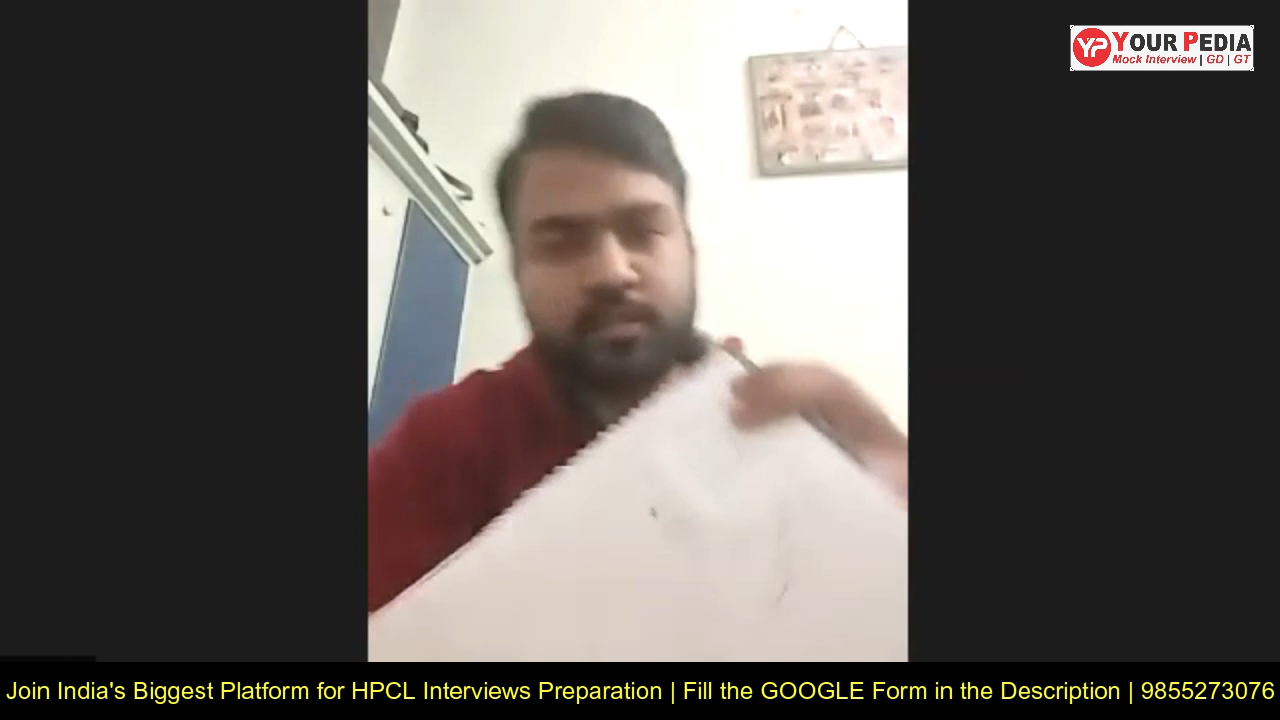 YP YOUR PEDIA
Mock Interview | GD | GT
Join India's Biggest Platform for HPCL Interviews Preparation | Fill the GOOGLE Form in the Description | 9855273076